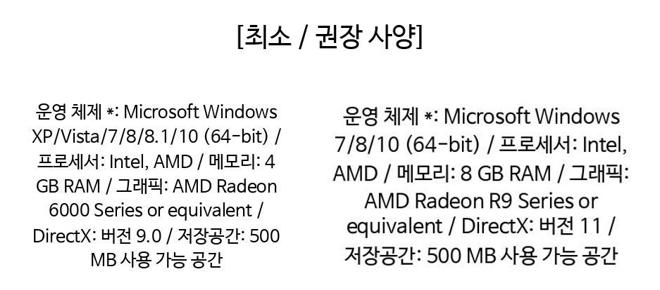 [최소 / 권장 사양]
운영 체제 *: Microsoft Windows
XP/Vista/7/8/8.1/10 (64-bit) /
프로세서: Intel, AMD / 메모리: 4
GB RAM / 그래픽: AMD Radeon
6000 Series or equivalent /
DirectX: 버전 9.0 / 저장공간: 500
MB 사용 가능 공간
운영 체제 *: Microsoft Windows
7/8/10 (64-bit) / 프로세서: Intel,
AMD / 메모리: 8 GB RAM / 그래픽:
AMD Radeon R9 Series or
equivalent / DirectX: 버전 11 /
저장공간: 500 MB 사용 가능 공간